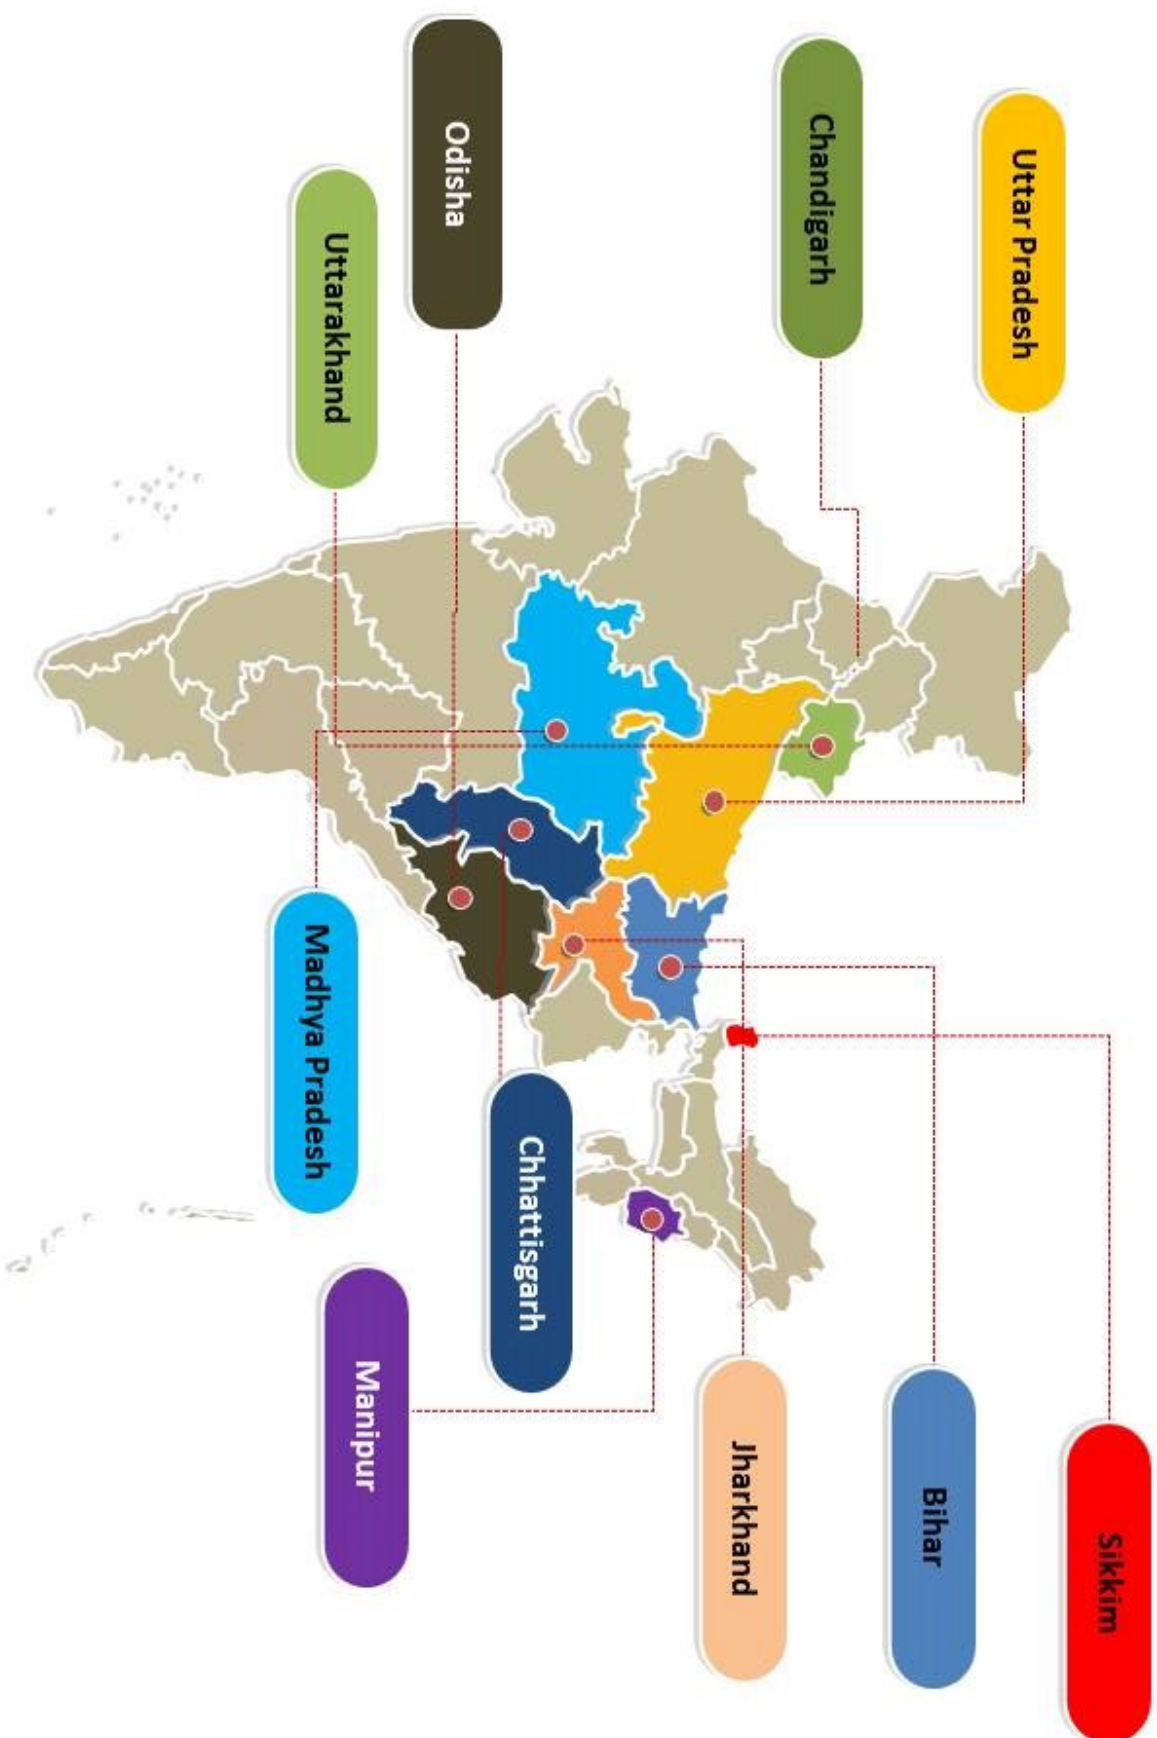 Uttar Pradesh
Chandigarh
Odisha
Uttarakhand
Sikkim
Bihar
Jharkhand
Chhattisgarh
Manipur
Madhya Pradesh